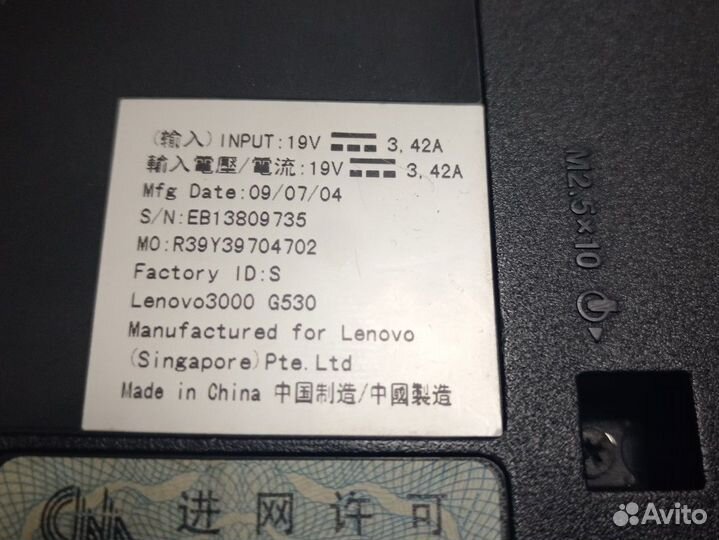 (输入) INPUT:19V ⎓ 3,42A
輸入電壓/電流:19V ⎓ 3,42A
Mfg Date:09/07/04
S/N:EB13809735
MO:R39Y39704702
Factory ID:S
Lenovo3000 G530
Manufactured for Lenovo
(Singapore)Pte.Ltd
Made in China 中国制造/中國製造
M2.5×10
进网许可
Avito